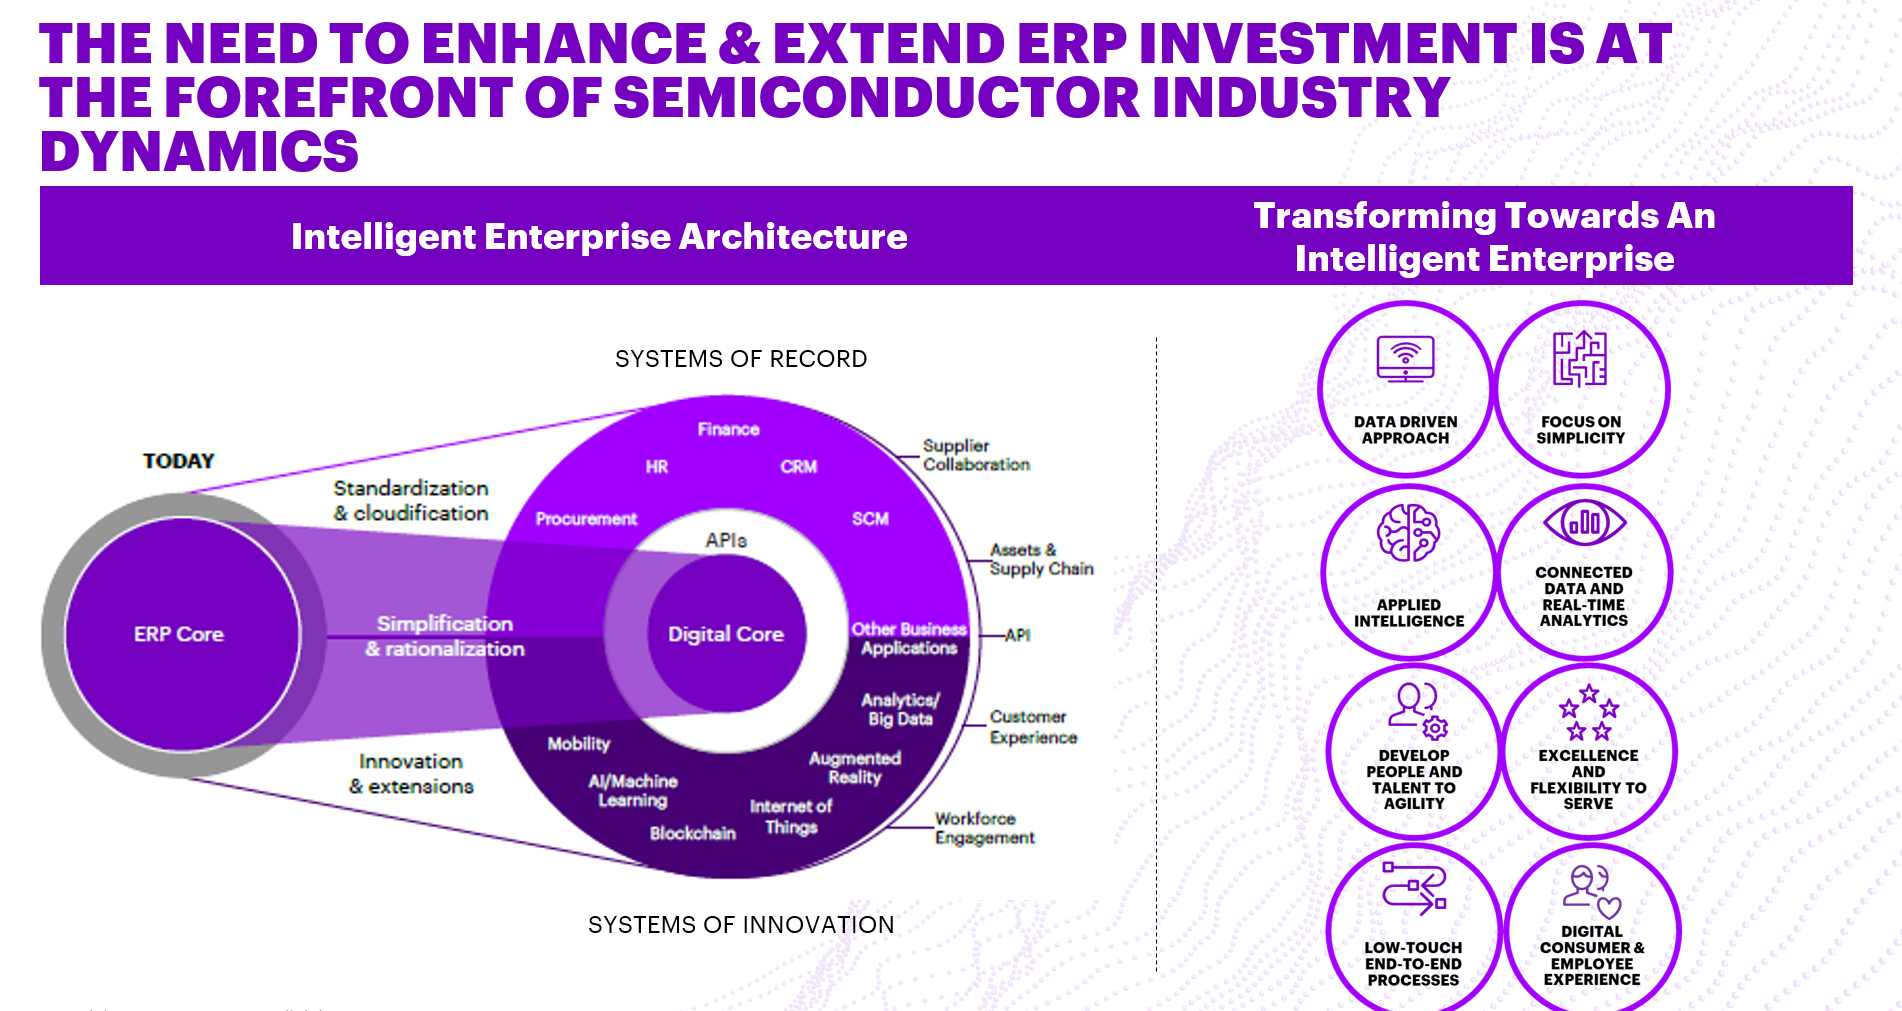 THE NEED TO ENHANCE & EXTEND ERP INVESTMENT IS AT
THE FOREFRONT OF SEMICONDUCTOR INDUSTRY
DYNAMICS
Intelligent Enterprise Architecture
Transforming Towards An
Intelligent Enterprise
SYSTEMS OF RECORD
TODAY
ERP Core
Standardization
& cloudification
Simplification
& rationalization
Innovation
& extensions
Finance
HR
CRM
Procurement
SCM
APIs
Digital Core
Other Business
Applications
Analytics/
Big Data
Augmented
Reality
Internet of
Things
Blockchain
AI/Machine
Learning
Mobility
Supplier
Collaboration
Assets &
Supply Chain
API
Customer
Experience
Workforce
Engagement
SYSTEMS OF INNOVATION
DATA DRIVEN
APPROACH
FOCUS ON
SIMPLICITY
APPLIED
INTELLIGENCE
CONNECTED
DATA AND
REAL-TIME
ANALYTICS
DEVELOP
PEOPLE AND
TALENT TO
AGILITY
EXCELLENCE
AND
FLEXIBILITY TO
SERVE
LOW-TOUCH
END-TO-END
PROCESSES
DIGITAL
CONSUMER &
EMPLOYEE
EXPERIENCE